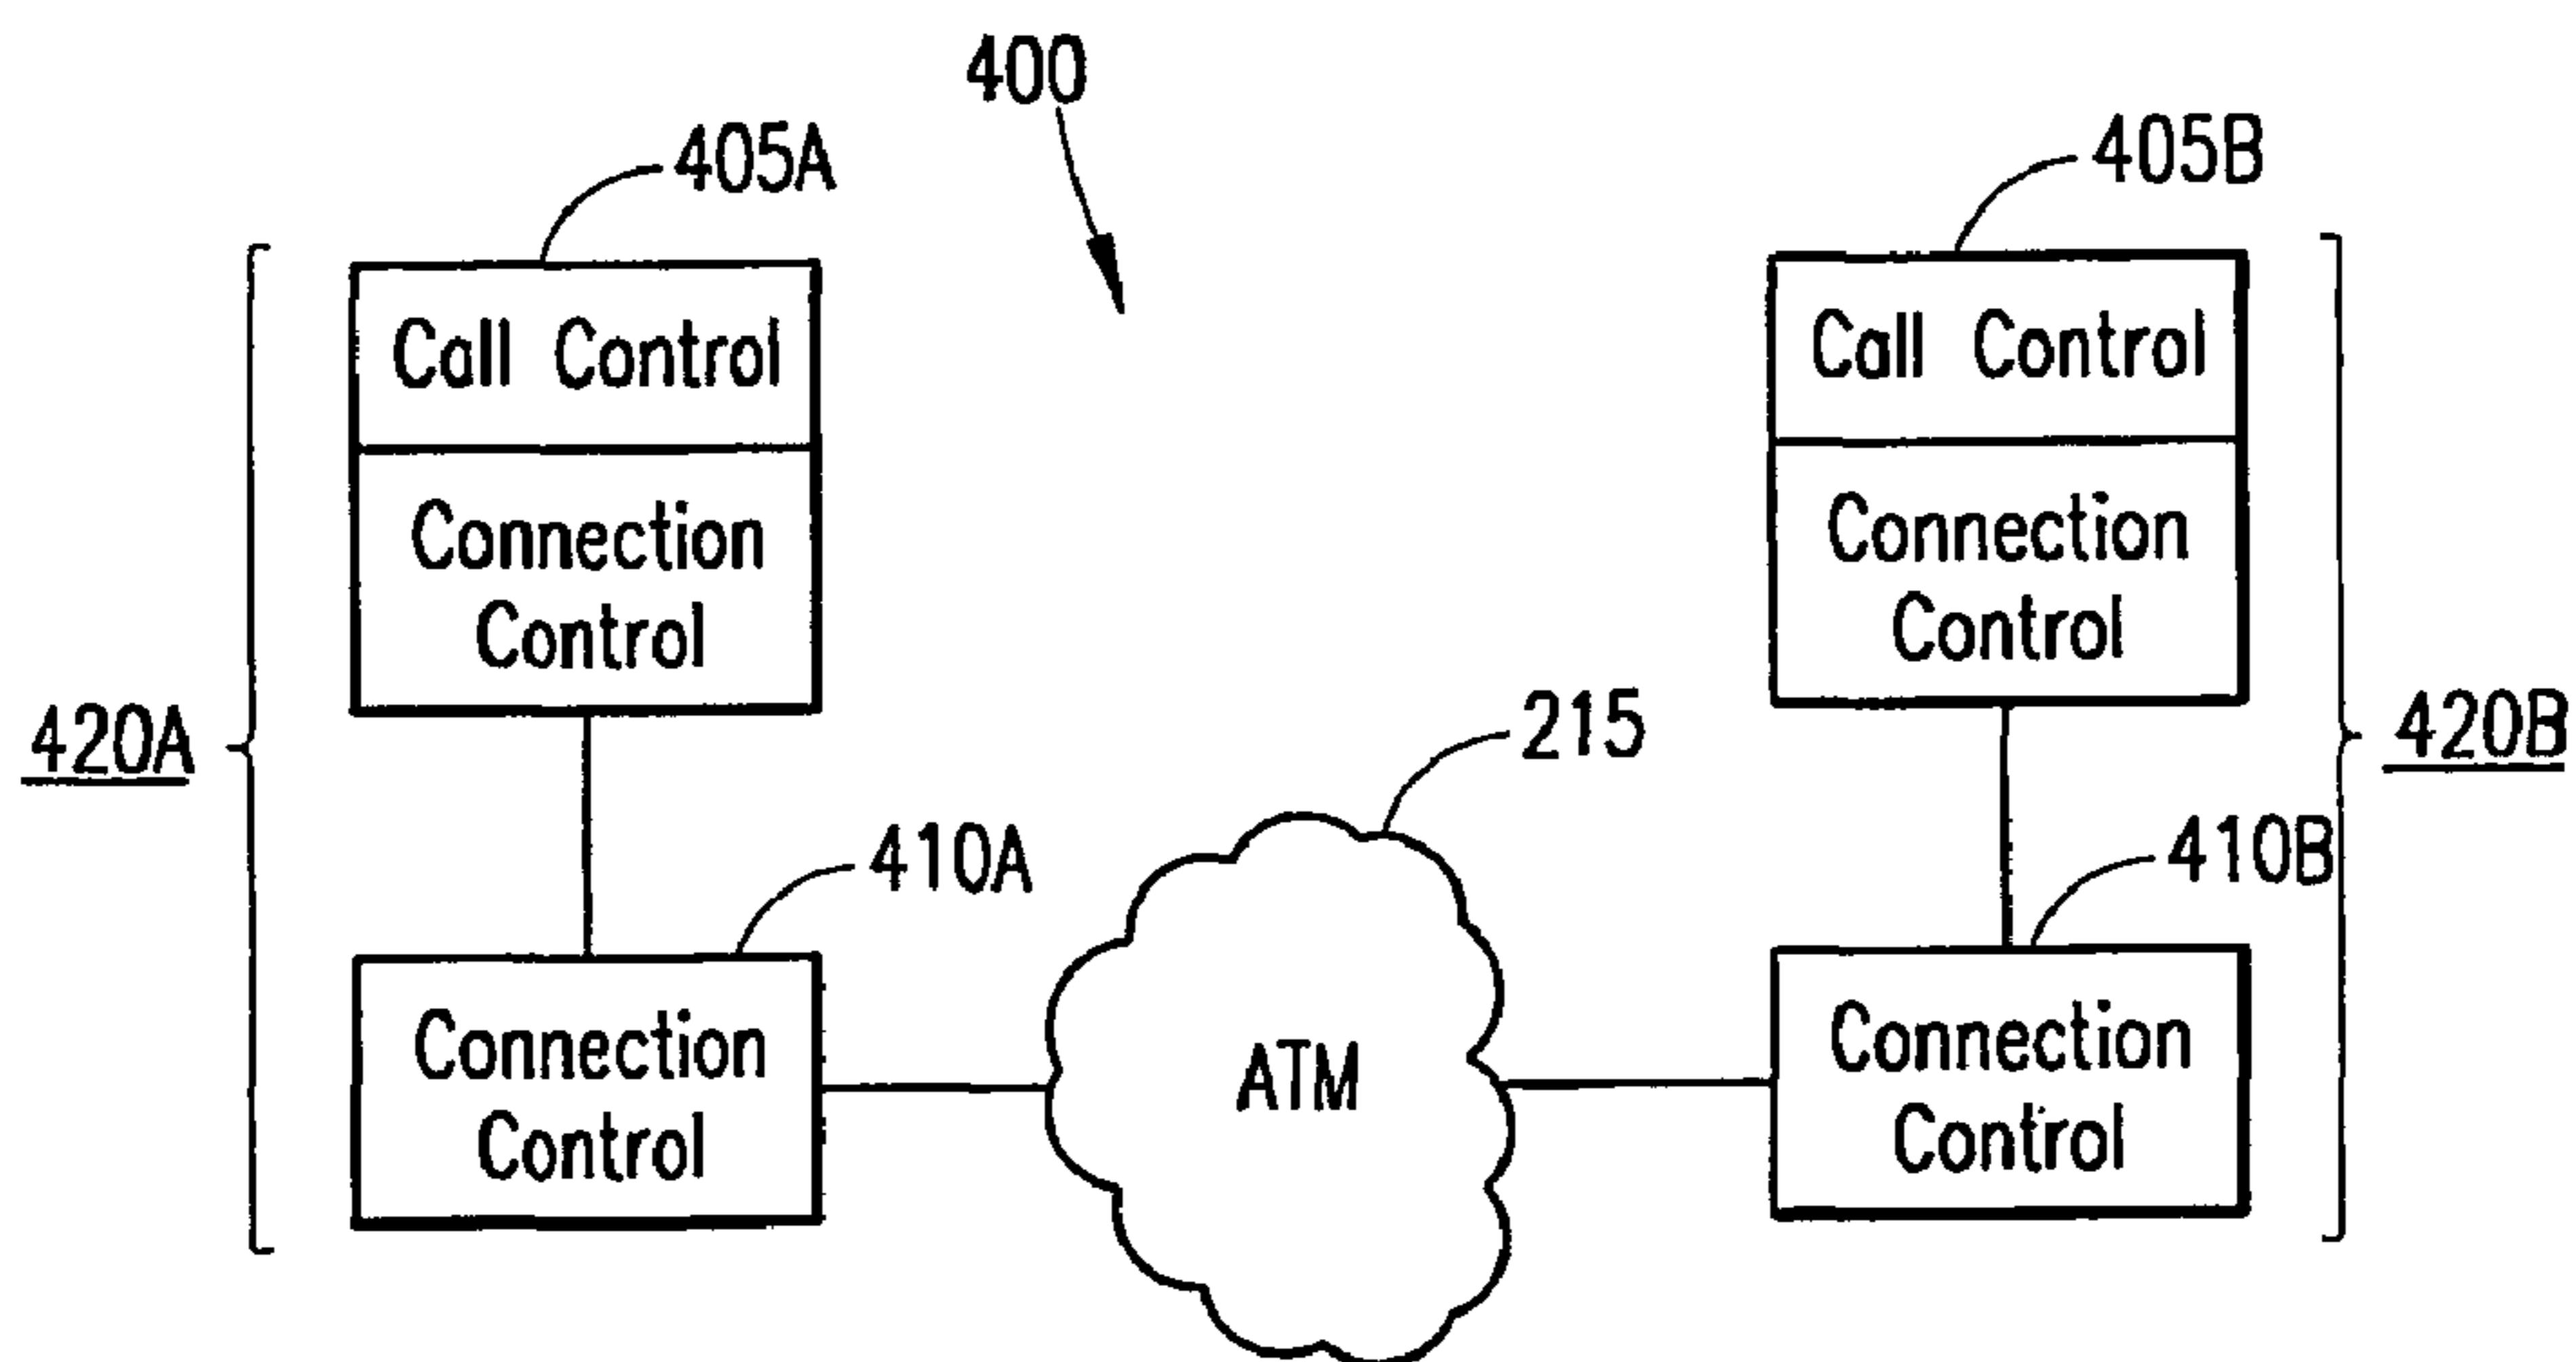 400
405A
405B
Call Control
Connection
Control
Call Control
Connection
Control
420A
215
420B
410A
410B
Connection
Control
ATM
Connection
Control